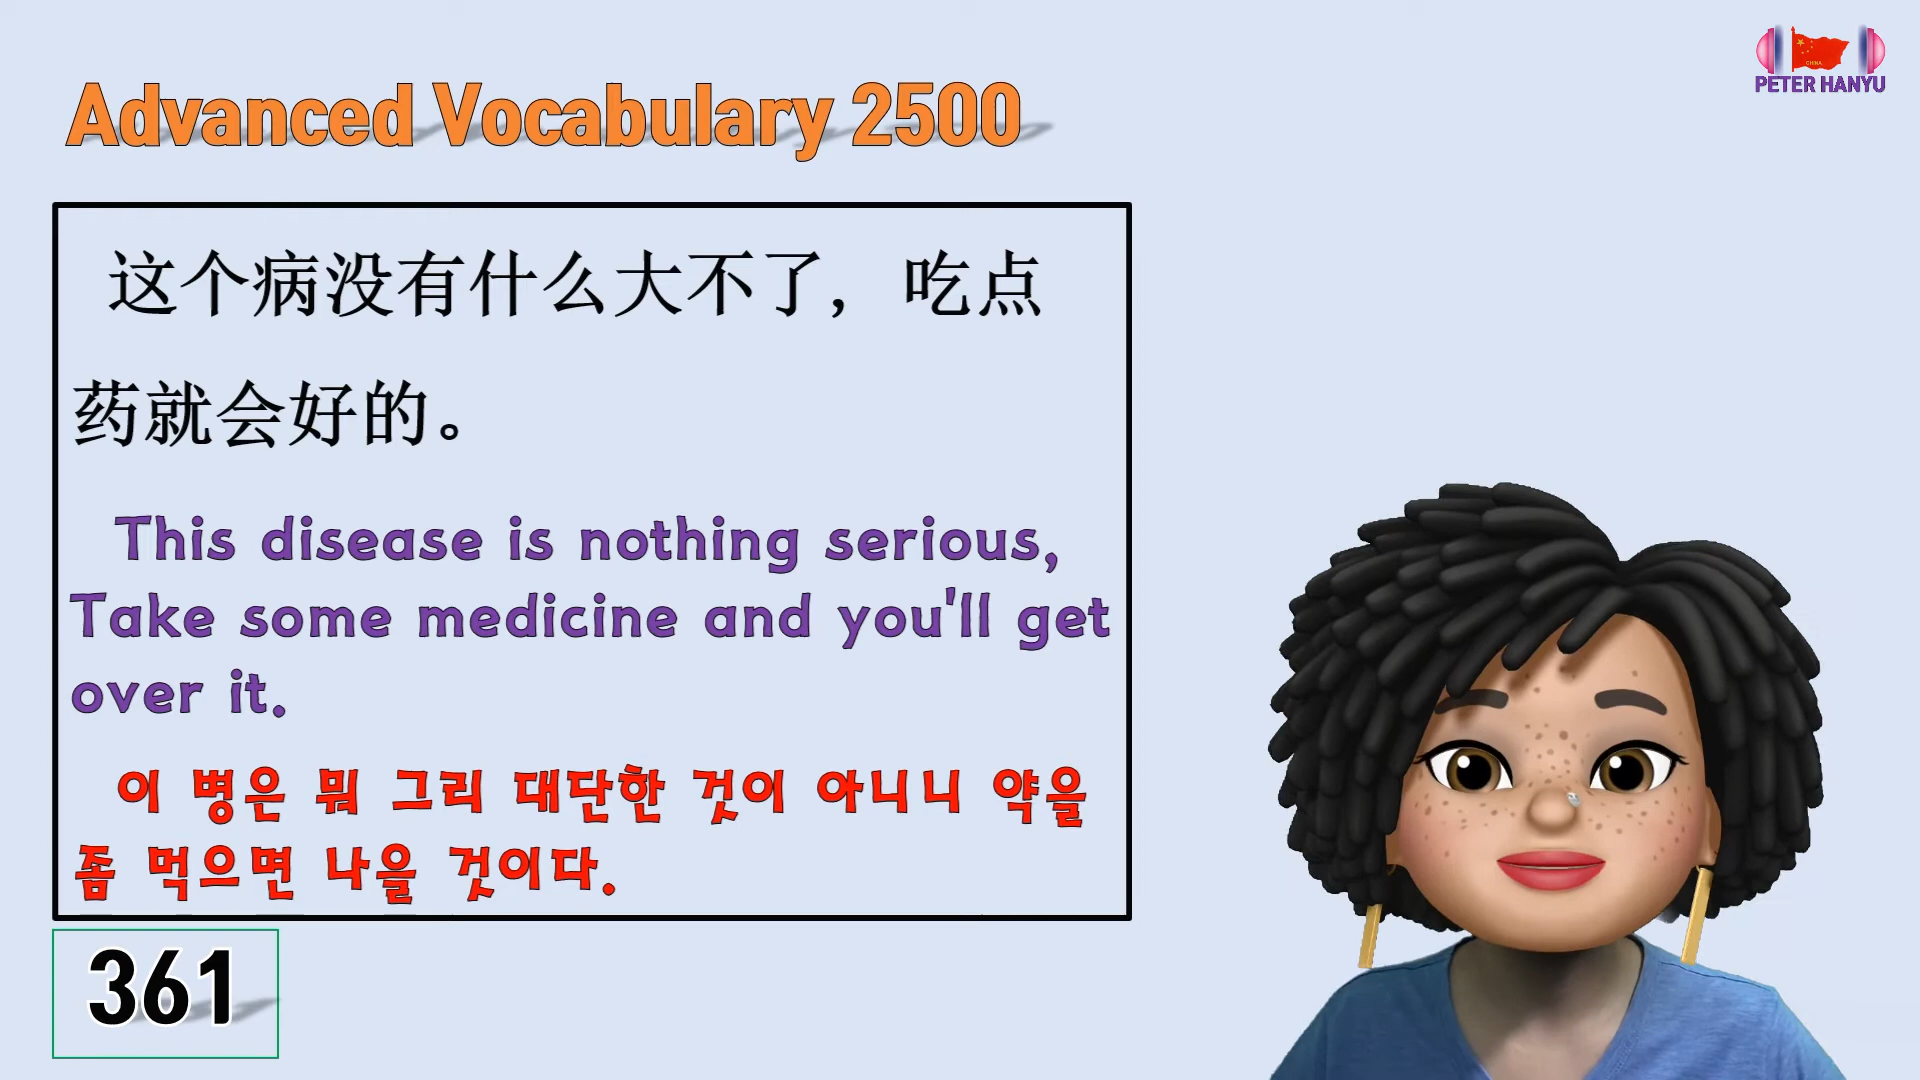 CHINA
PETER HANYU
Advanced Vocabulary 2500
这个病没有什么大不了，吃点
药就会好的。
This disease is nothing serious,
Take some medicine and you'll get
over it.
이 병은 뭐 그리 대단한 것이 아니니 약을
좀 먹으면 나을 것이다.
361